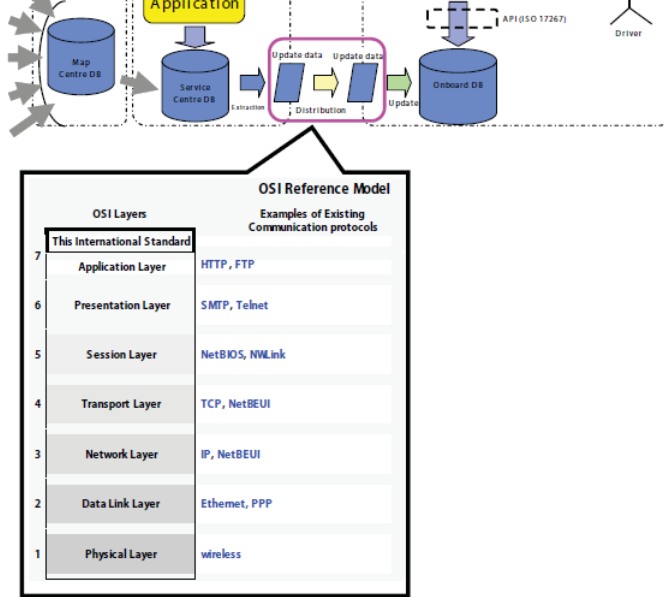 Application
API (ISO 17267)
Driver
Map
Centre DB
Service
Centre DB
Extraction
Update data
Update data
Distribution
Update
Onboard DB
OSI Reference Model
OSI Layers
Examples of Existing
Communication protocols
This International Standard
7
Application Layer
HTTP, FTP
6
Presentation Layer
SMTP, Telnet
5
Session Layer
NetBIOS, NWLink
4
Transport Layer
TCP, NetBEUI
3
Network Layer
IP, NetBEUI
2
Data Link Layer
Ethernet, PPP
1
Physical Layer
wireless